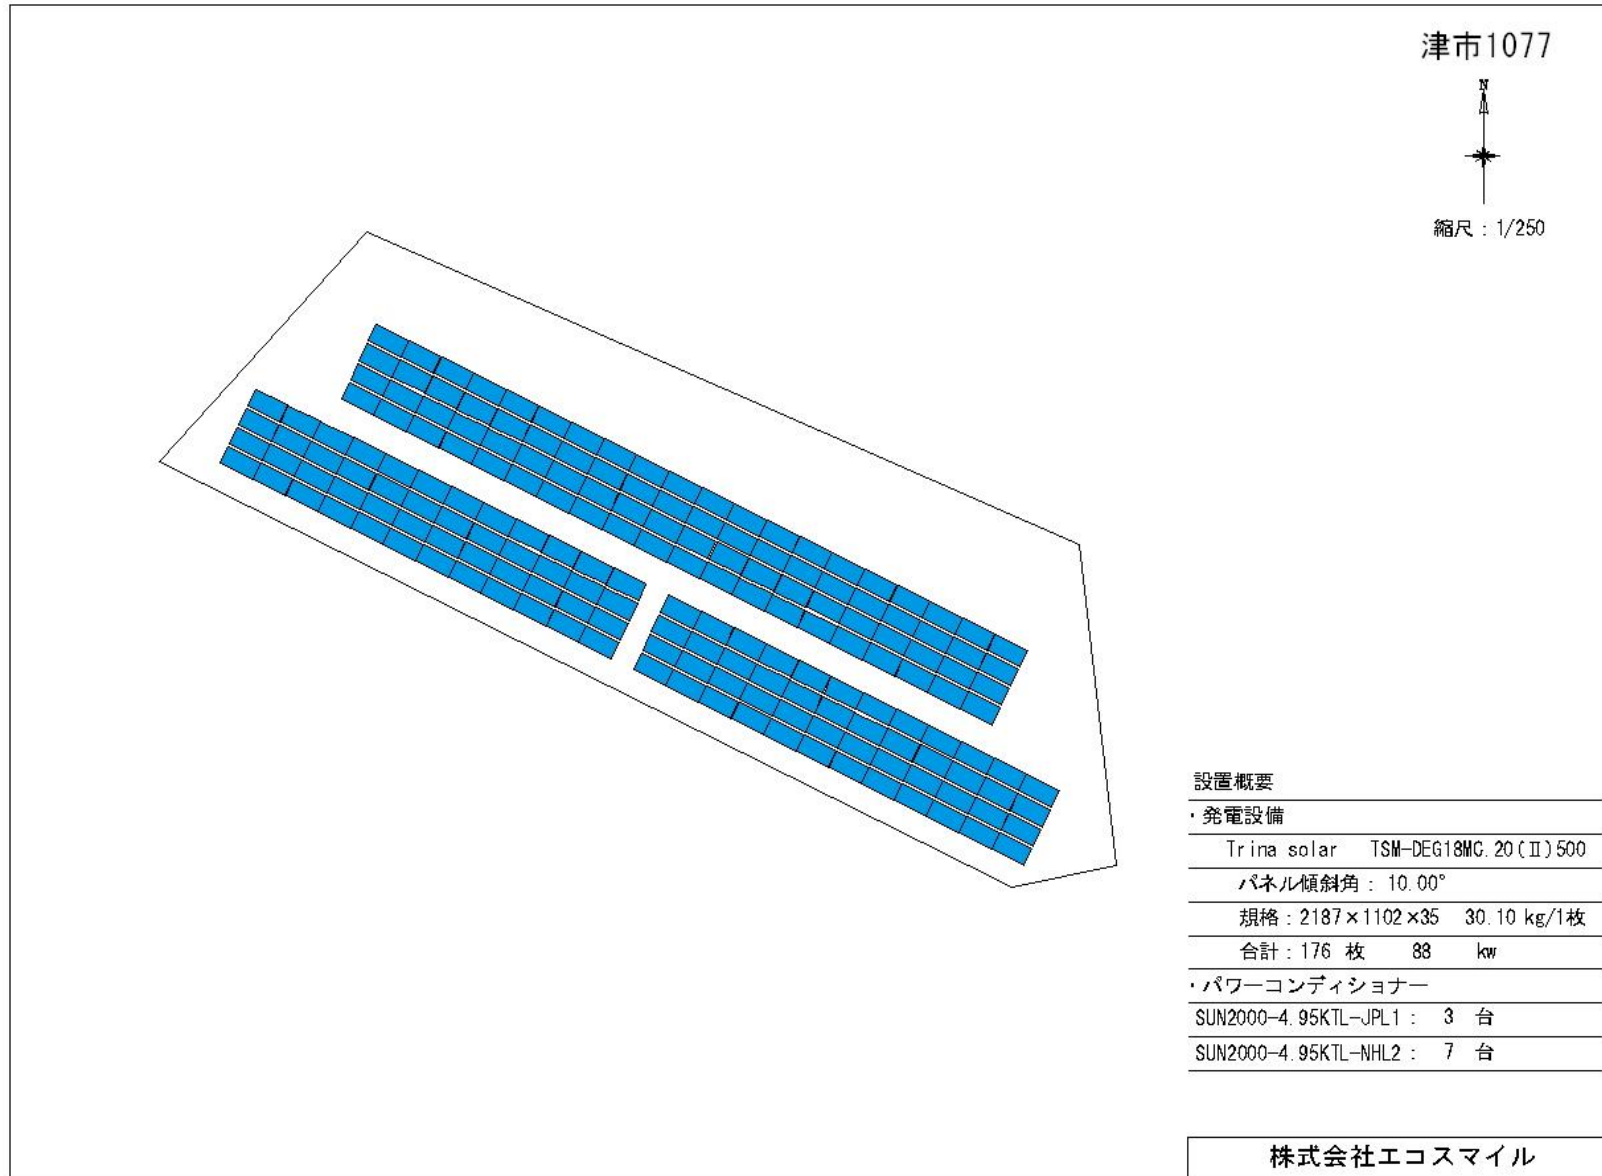 津市1077
N
縮尺：1/250
設置概要
・発電設備
Trina solar TSM-DEG18MC.20(Ⅱ)500
パネル傾斜角：10.00°
規格：2187×1102×35 30.10 kg/1枚
合計：176 枚 88 kw
・パワーコンディショナー
SUN2000-4.95KTL-JPL1： 3 台
SUN2000-4.95KTL-NHL2： 7 台
株式会社エコスマイル